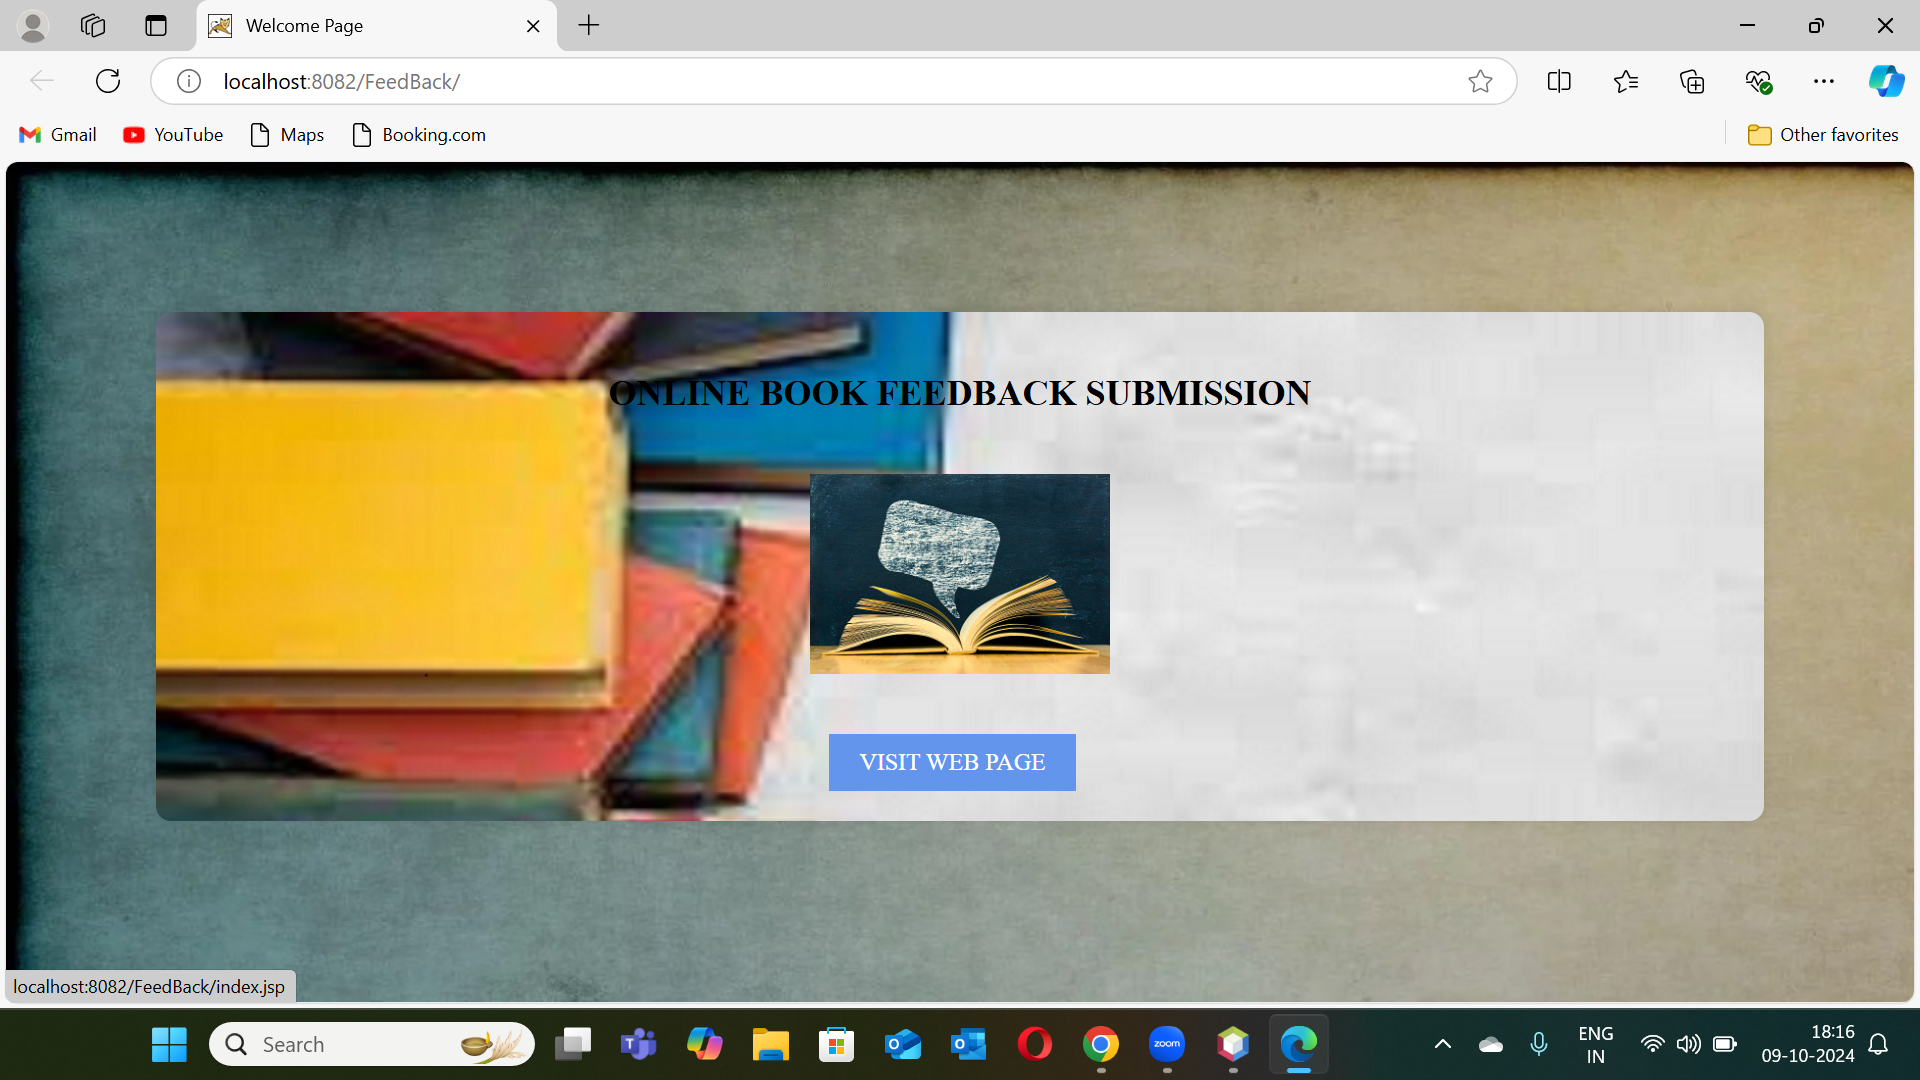 Welcome Page
localhost:8082/FeedBack/
Gmail
YouTube
Maps
Booking.com
Other favorites
ONLINE BOOK FEEDBACK SUBMISSION
VISIT WEB PAGE
localhost:8082/FeedBack/index.jsp
Search
T
zoom
ENG
IN
18:16
09-10-2024